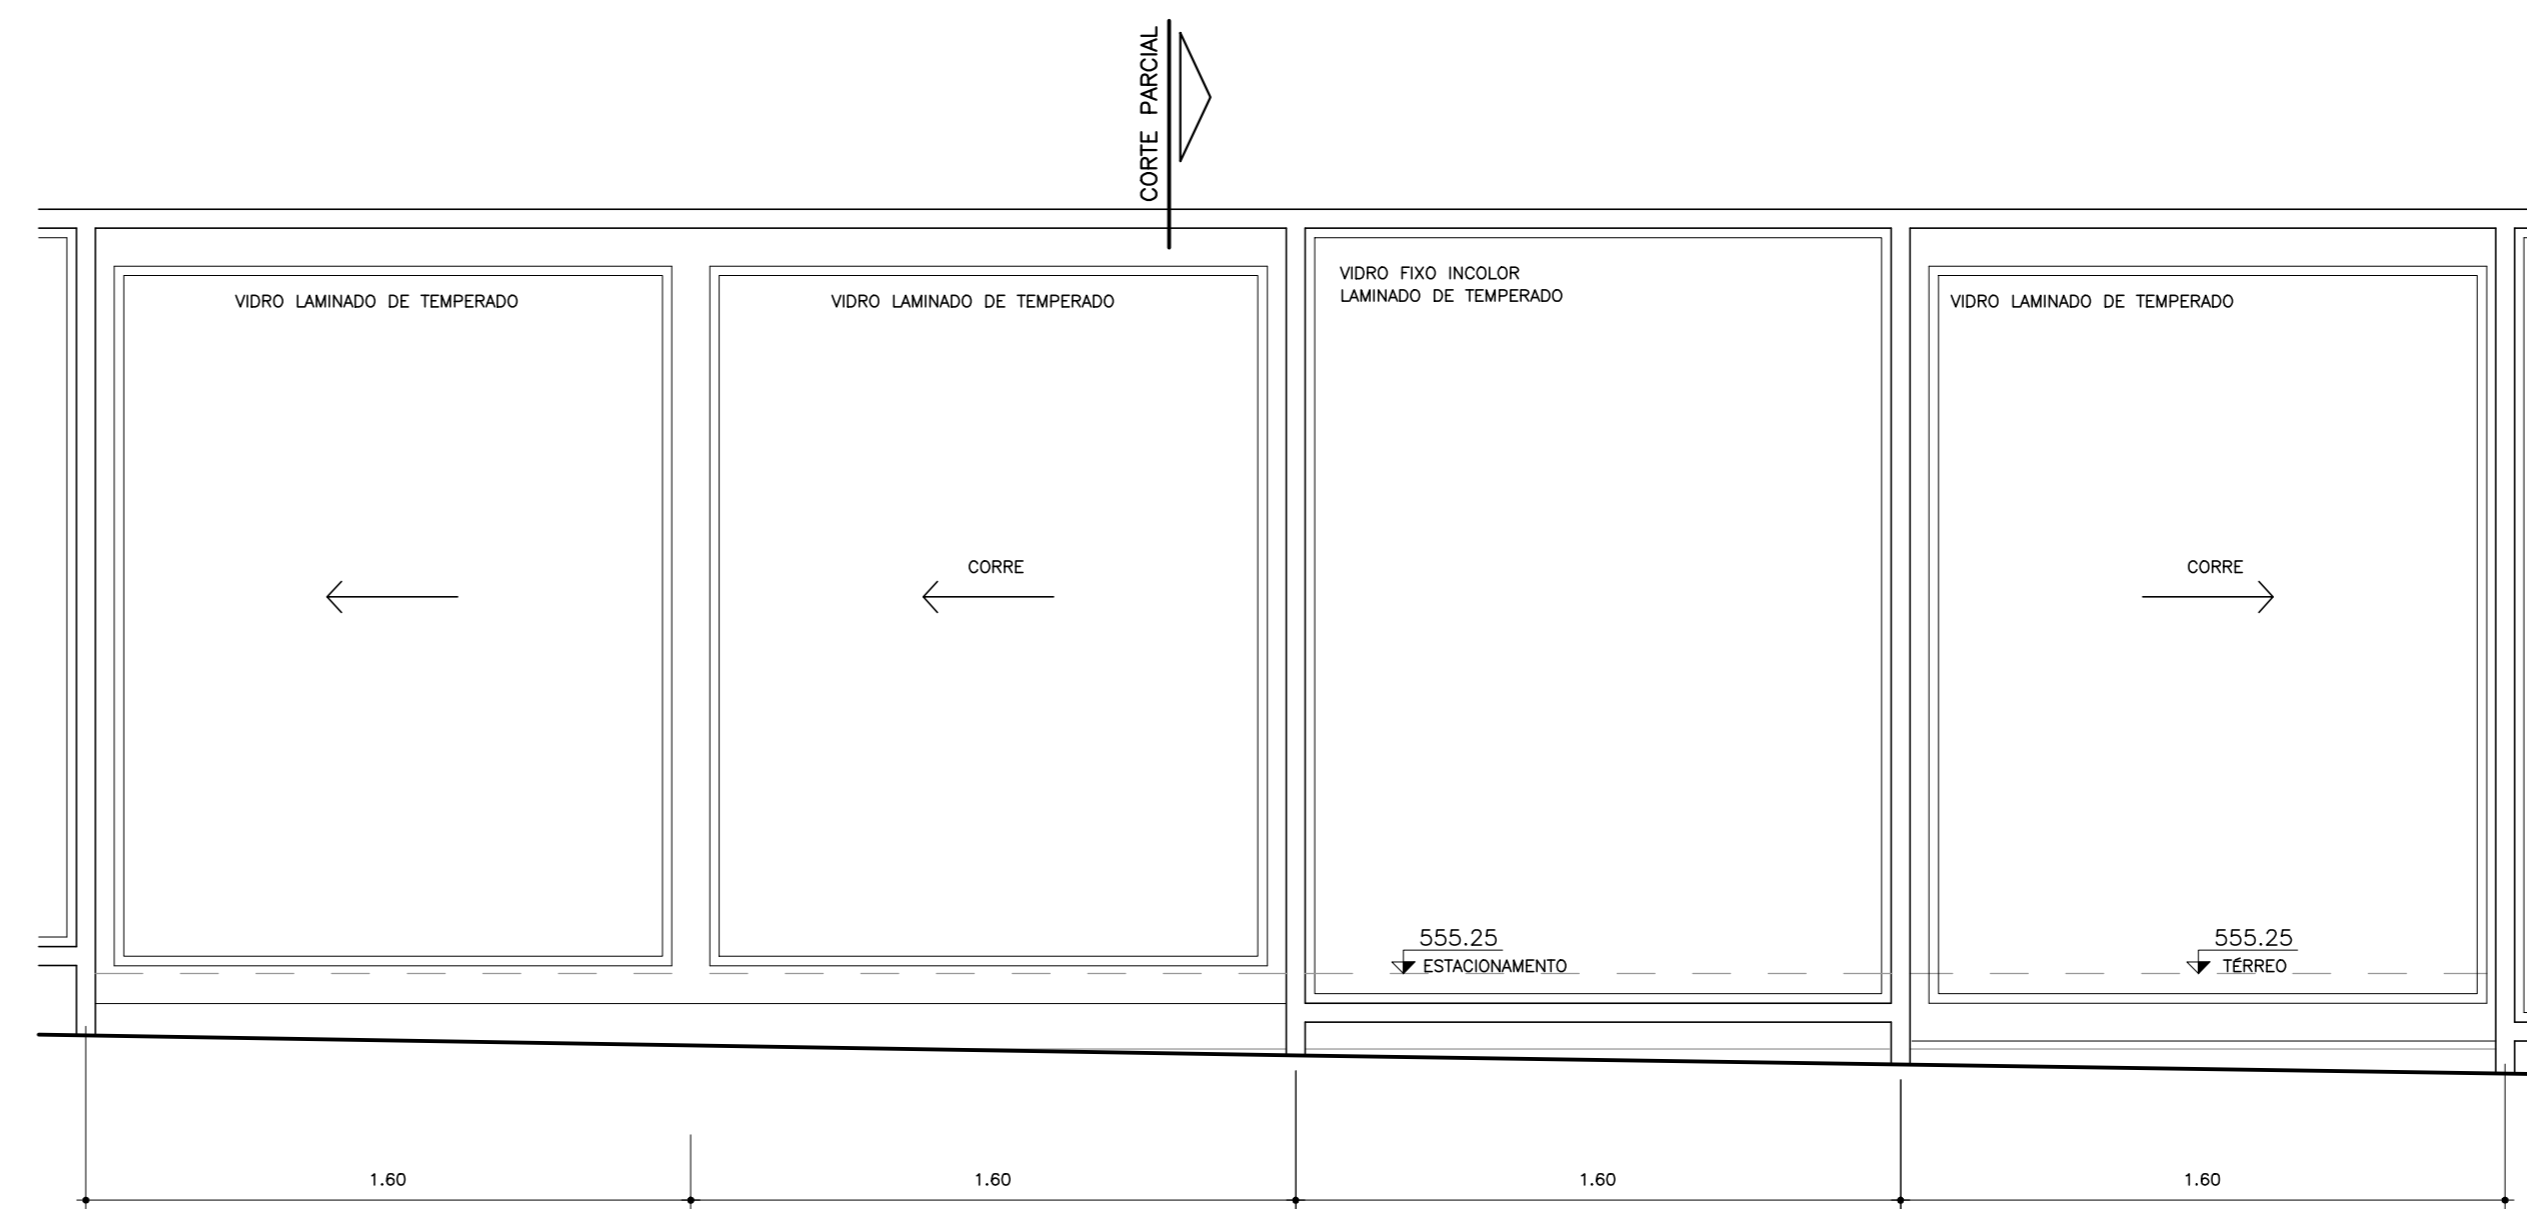 CORTE PARCIAL
VIDRO LAMINADO DE TEMPERADO
VIDRO LAMINADO DE TEMPERADO
VIDRO FIXO INCOLOR
LAMINADO DE TEMPERADO
VIDRO LAMINADO DE TEMPERADO
CORRE
CORRE
555.25
ESTACIONAMENTO
555.25
TÉRREO
1.60
1.60
1.60
1.60